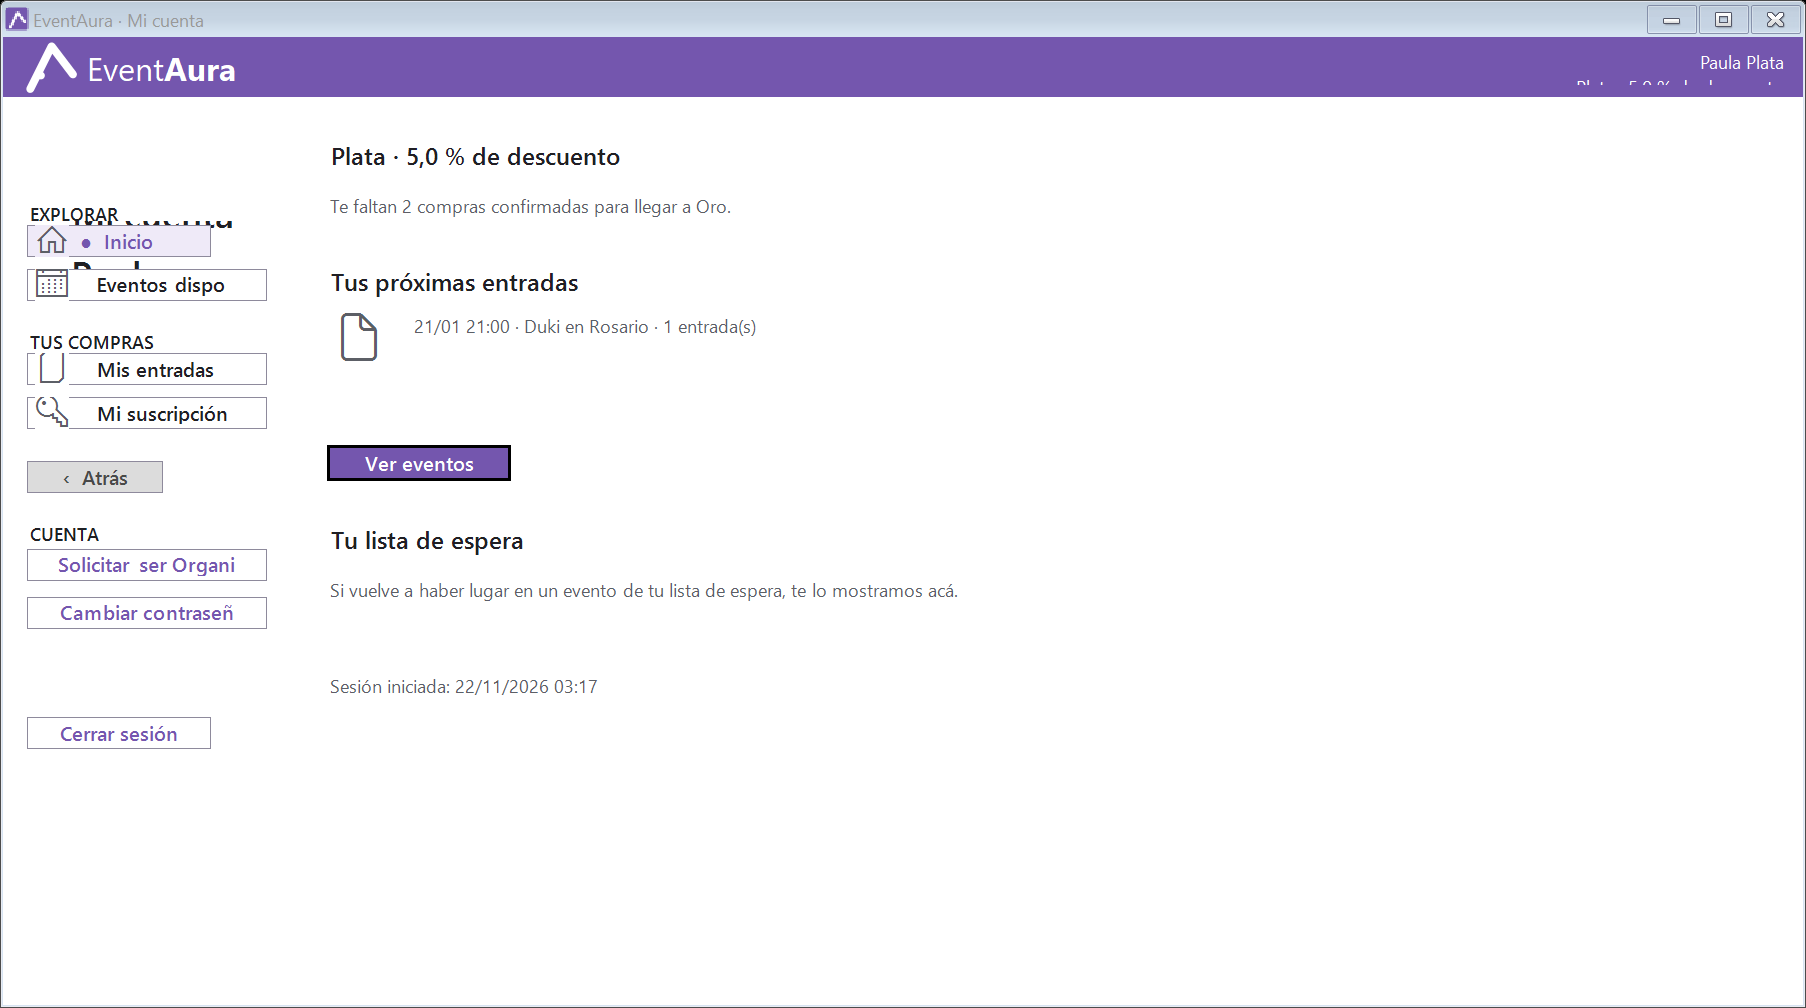 EventAura · Mi cuenta
EventAura
Paula Plata
Plata · 5,0 % de descuento
Te faltan 2 compras confirmadas para llegar a Oro.
EXPLORAR
Mi cuenta
● Inicio
Eventos dispo
Tus próximas entradas
21/01 21:00 · Duki en Rosario · 1 entrada(s)
TUS COMPRAS
Mis entradas
Mi suscripción
‹ Atrás
Ver eventos
CUENTA
Solicitar ser Organi
Cambiar contraseñ
Tu lista de espera
Si vuelve a haber lugar en un evento de tu lista de espera, te lo mostramos acá.
Sesión iniciada: 22/11/2026 03:17
Cerrar sesión